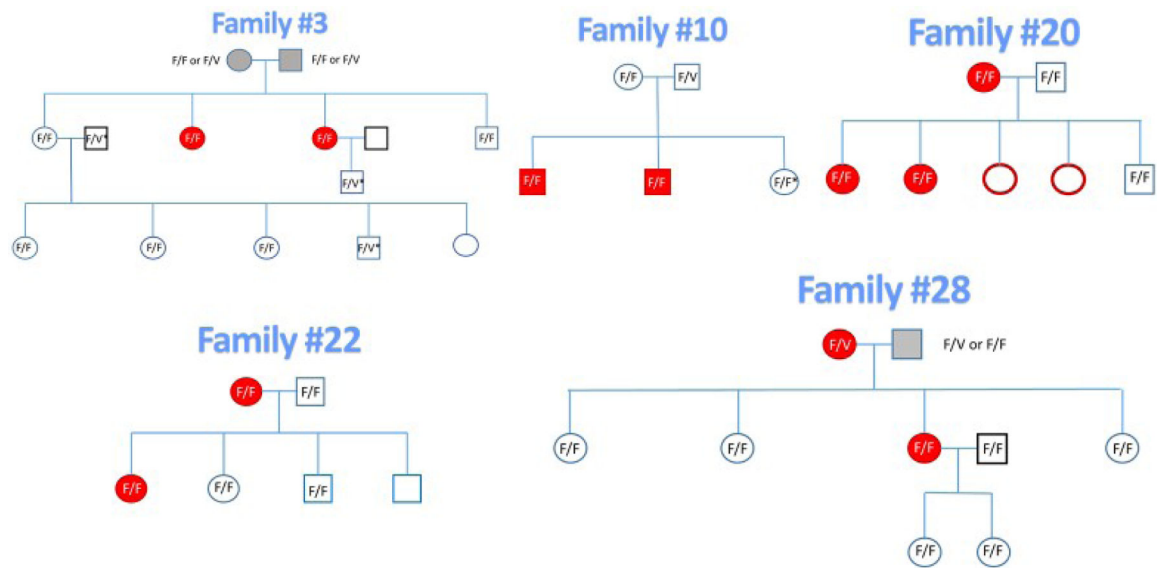 Family #3
F/F or F/V F/F or F/V
F/F F/V* F/F F/F F/F
F/V*
F/F F/F F/F F/V*
Family #10
F/F F/V
F/F F/F F/F*
Family #20
F/F F/F
F/F F/F F/F
Family #22
F/F F/F
F/F F/F F/F
Family #28
F/V F/V or F/F
F/F F/F F/F F/F F/F
F/F F/F